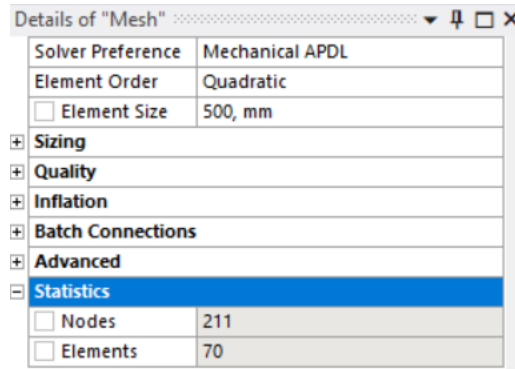 Details of "Mesh"
Solver Preference Mechanical APDL
Element Order Quadratic
Element Size 500, mm
Sizing
Quality
Inflation
Batch Connections
Advanced
Statistics
Nodes 211
Elements 70